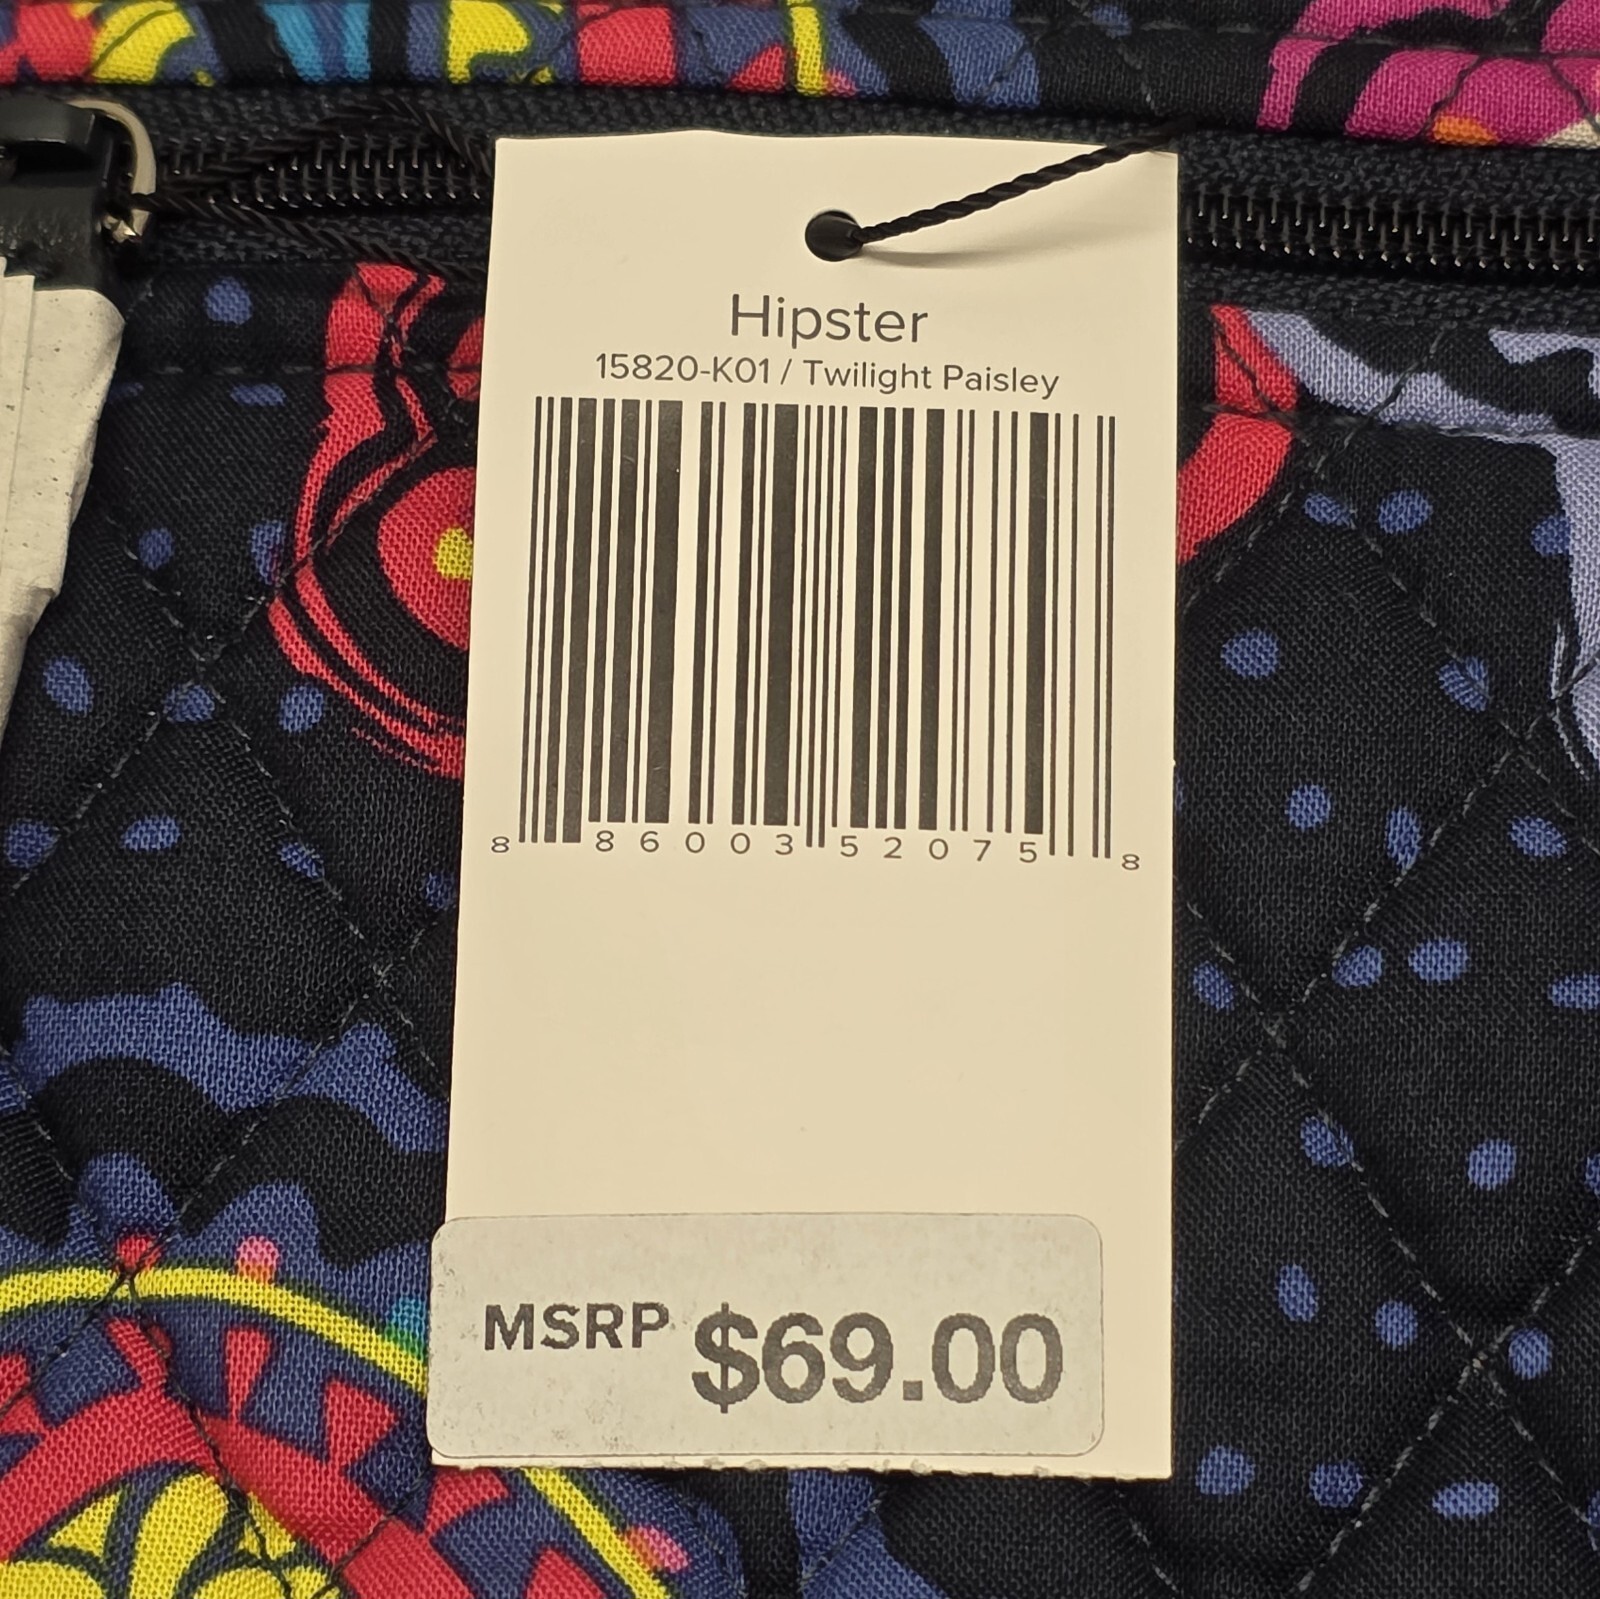 Hipster
15820-K01 / Twilight Paisley
8 86003 52075 8
MSRP $69.00